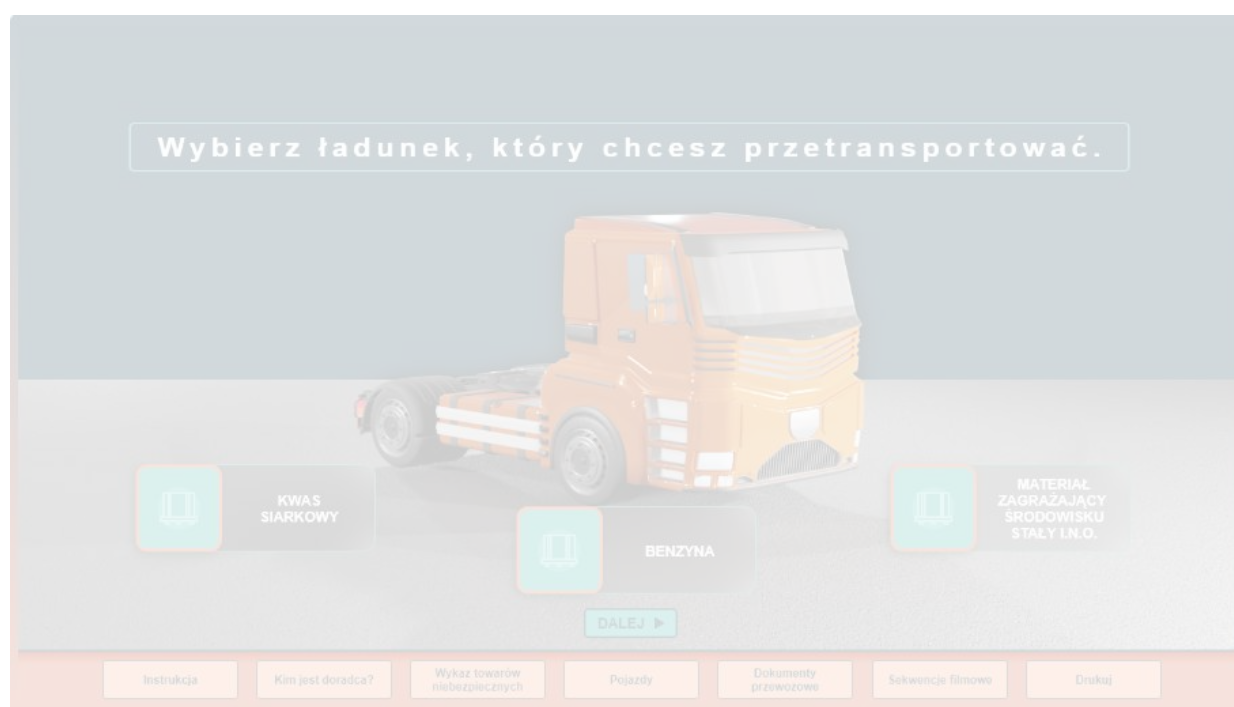 Wybierz ładunek, który chcesz przetransportować.
KWAS
SIARKOWY
BENZYNA
MATERIAŁ
ZAGRAŻAJĄCY
ŚRODOWISKU
STAŁY I.N.O.
DALEJ ▶
Instrukcja
Kim jest doradca?
Wykaz towarów
niebezpiecznych
Pojazdy
Dokumenty
przewozowe
Sekwencje filmowe
Drukuj